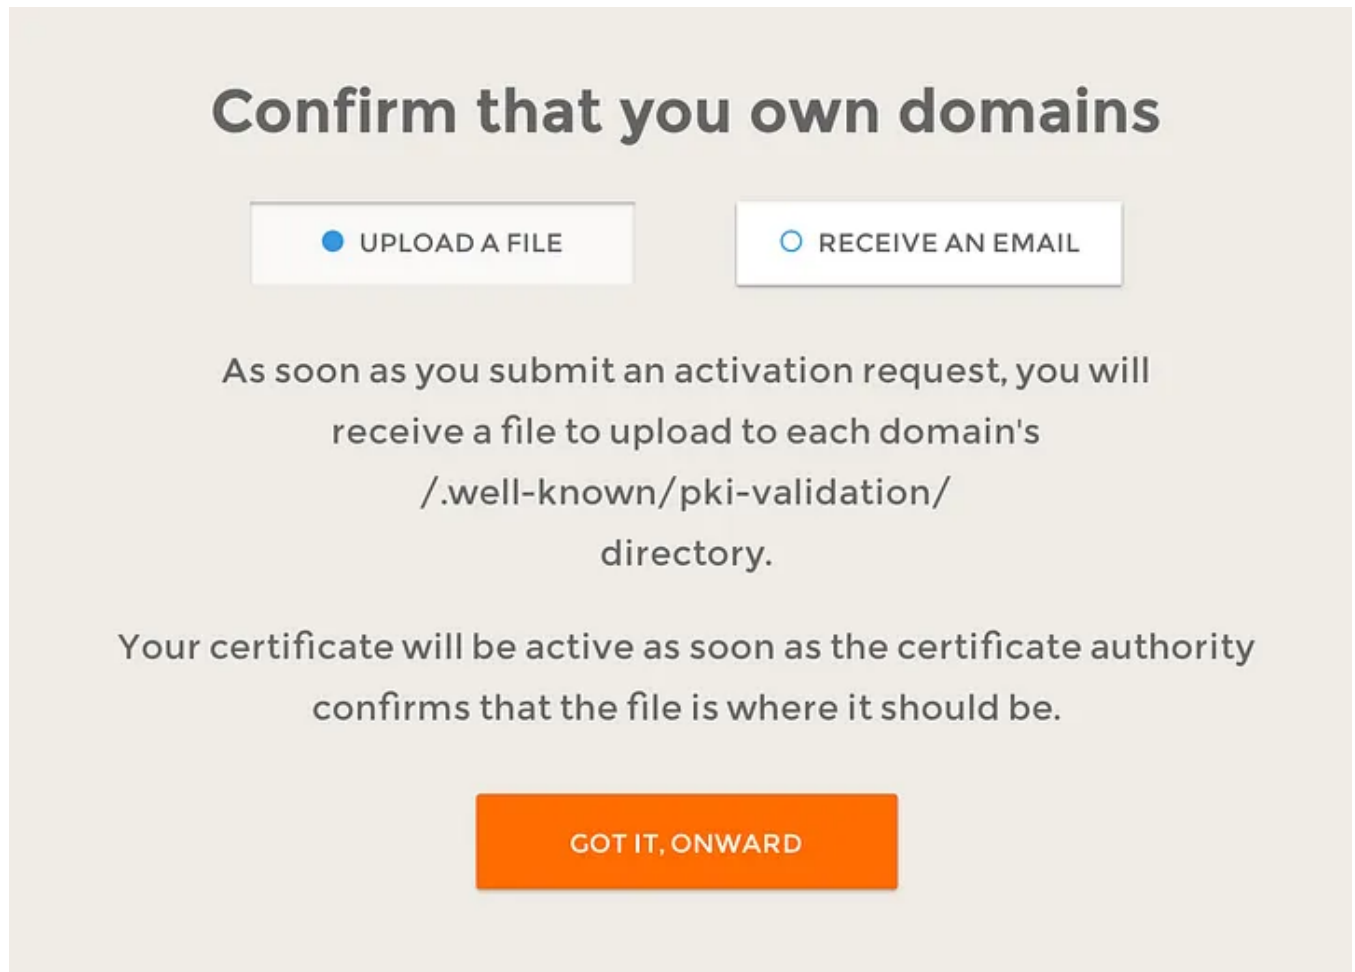 Confirm that you own domains
UPLOAD A FILE
RECEIVE AN EMAIL
As soon as you submit an activation request, you will
receive a file to upload to each domain's
/.well-known/pki-validation/
directory.
Your certificate will be active as soon as the certificate authority
confirms that the file is where it should be.
GOT IT, ONWARD